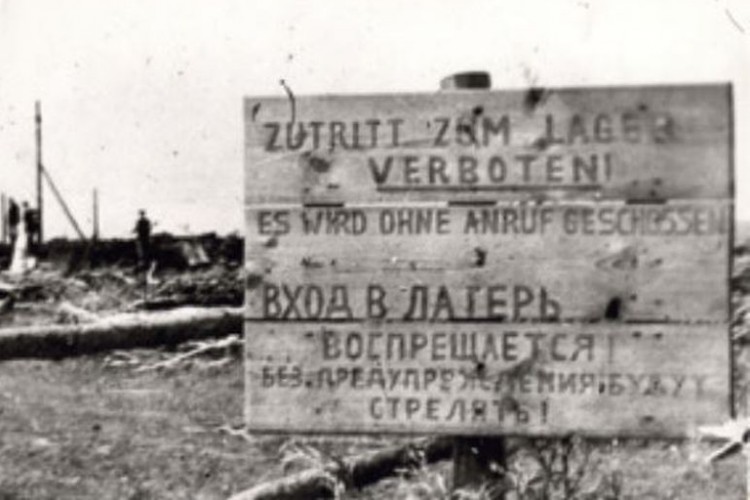 ZUTRITT ZUM LAGER
VERBOTEN!
ES WIRD OHNE ANRUF GESCHOSSEN
ВХОД В ЛАГЕРЬ
ВОСПРЕЩАЕТСЯ!
БЕЗ ПРЕДУПРЕЖДЕНИЯ БУДУТ
СТРЕЛЯТЬ!